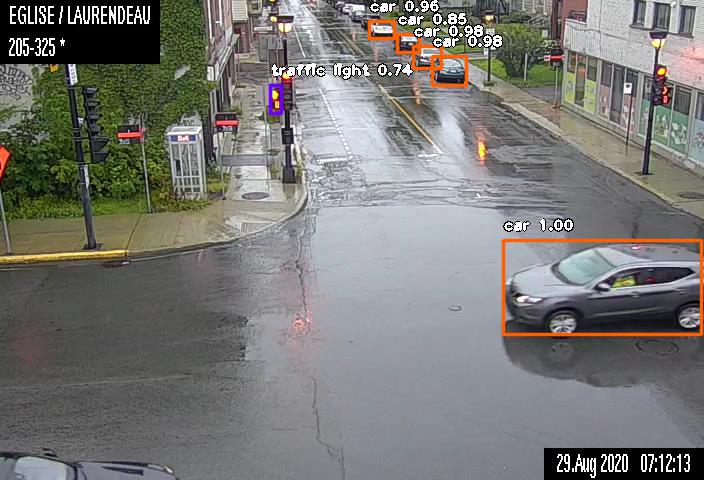 EGLISE / LAURENDEAU
205-325 *
car 0.96
car 0.85
car 0.98
car 0.98
traffic light 0.74
Bell
car 1.00
29.Aug 2020 07:12:13